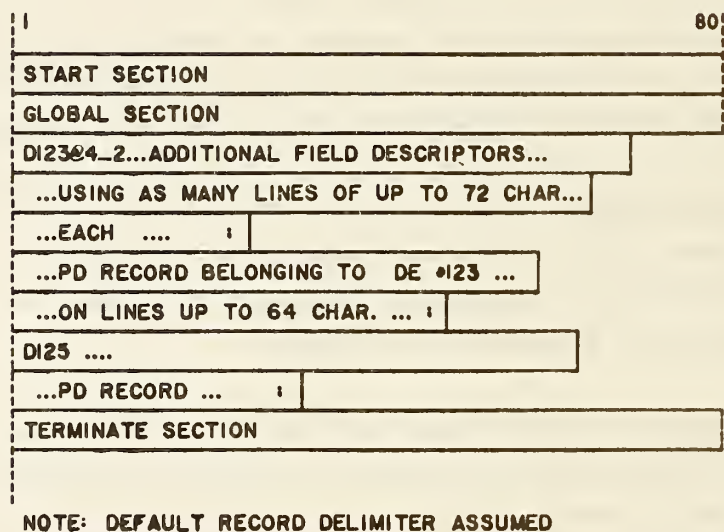 1 80
START SECTION
GLOBAL SECTION
D123@4_2...ADDITIONAL FIELD DESCRIPTORS...
...USING AS MANY LINES OF UP TO 72 CHAR...
...EACH .... ;
...PD RECORD BELONGING TO DE #123 ...
...ON LINES UP TO 64 CHAR. ... ;
D125 ....
...PD RECORD ... ;
TERMINATE SECTION
NOTE: DEFAULT RECORD DELIMITER ASSUMED